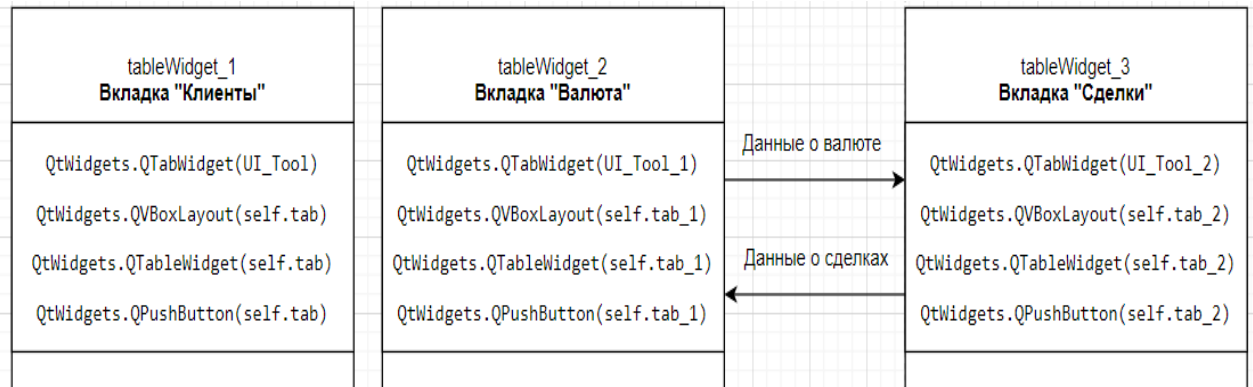 tableWidget_1
Вкладка "Клиенты"
QtWidgets.QTabWidget(UI_Tool)
QtWidgets.QVBoxLayout(self.tab)
QtWidgets.QTableWidget(self.tab)
QtWidgets.QPushButton(self.tab)
tableWidget_2
Вкладка "Валюта"
QtWidgets.QTabWidget(UI_Tool_1)
QtWidgets.QVBoxLayout(self.tab_1)
QtWidgets.QTableWidget(self.tab_1)
QtWidgets.QPushButton(self.tab_1)
Данные о валюте
Данные о сделках
tableWidget_3
Вкладка "Сделки"
QtWidgets.QTabWidget(UI_Tool_2)
QtWidgets.QVBoxLayout(self.tab_2)
QtWidgets.QTableWidget(self.tab_2)
QtWidgets.QPushButton(self.tab_2)